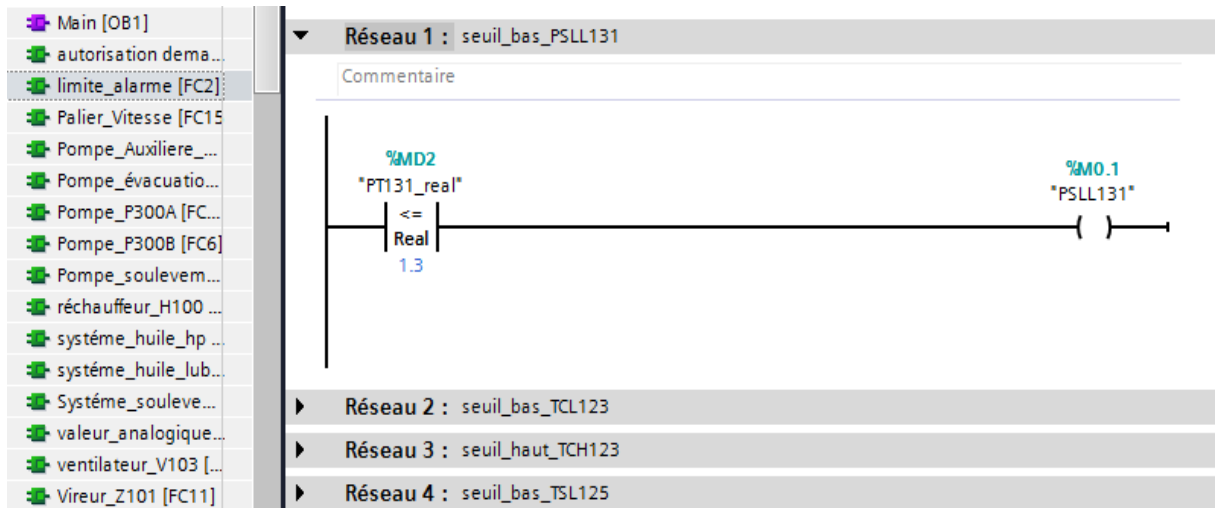 Main [OB1]
autorisation dema...
limite_alarme [FC2]
Palier_Vitesse [FC15
Pompe_Auxiliere_...
Pompe_évacuatio...
Pompe_P300A [FC...
Pompe_P300B [FC6]
Pompe_soulevem...
réchauffeur_H100 ...
systéme_huile_hp ...
systéme_huile_lub...
Systéme_souleve...
valeur_analogique...
ventilateur_V103 [...
Vireur_Z101 [FC11]
Réseau 1 : seuil_bas_PSLL131
Commentaire
%MD2
"PT131_real"
<=
Real
1.3
%M0.1
"PSLL131"
( )
Réseau 2 : seuil_bas_TCL123
Réseau 3 : seuil_haut_TCH123
Réseau 4 : seuil_bas_TSL125